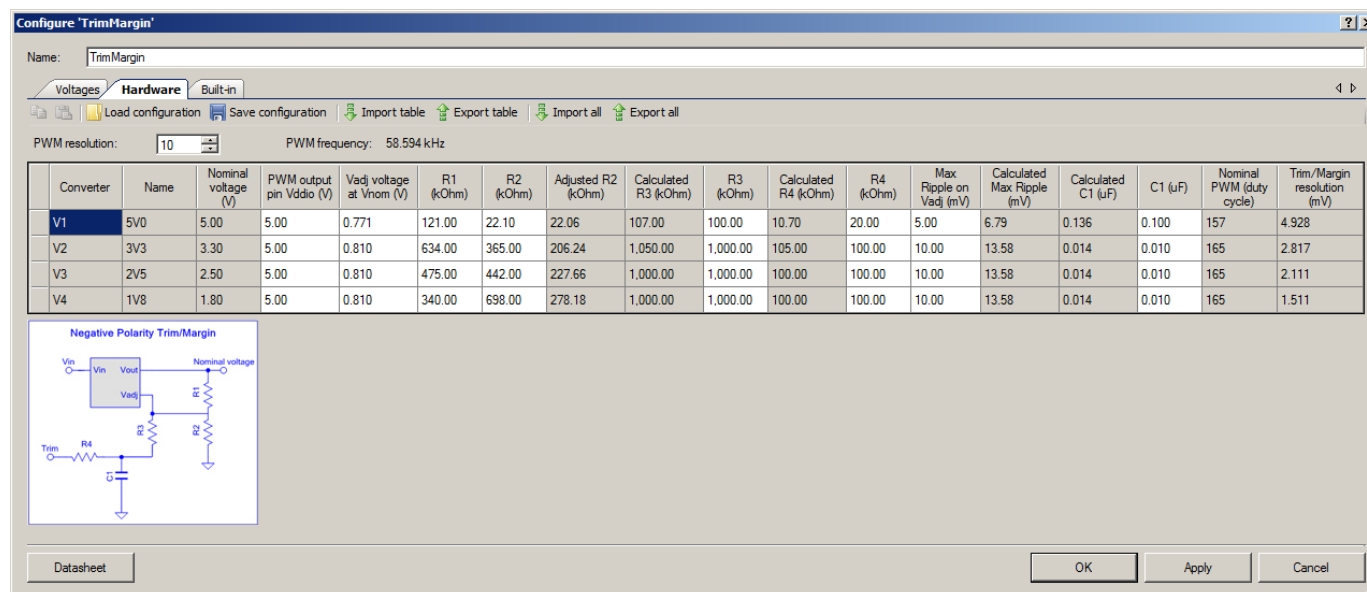 Configure 'TrimMargin'
Name: TrimMargin
Voltages Hardware Built-in
Load configuration Save configuration Import table Export table Import all Export all
PWM resolution: 10 PWM frequency: 58.594 kHz
Converter Name Nominal voltage (V) PWM output pin Vddio (V) Vadj voltage at Vnom (V) R1 (kOhm) R2 (kOhm) Adjusted R2 (kOhm) Calculated R3 (kOhm) R3 (kOhm) Calculated R4 (kOhm) R4 (kOhm) Max Ripple on Vadj (mV) Calculated Max Ripple (mV) Calculated C1 (uF) C1 (uF) Nominal PWM (duty cycle) Trim/Margin resolution (mV)
V1 5V0 5.00 5.00 0.771 121.00 22.10 22.06 107.00 100.00 10.70 20.00 5.00 6.79 0.136 0.100 157 4.928
V2 3V3 3.30 5.00 0.810 634.00 365.00 206.24 1,050.00 1,000.00 105.00 100.00 10.00 13.58 0.014 0.010 165 2.817
V3 2V5 2.50 5.00 0.810 475.00 442.00 227.66 1,000.00 1,000.00 100.00 100.00 10.00 13.58 0.014 0.010 165 2.111
V4 1V8 1.80 5.00 0.810 340.00 698.00 278.18 1,000.00 1,000.00 100.00 100.00 10.00 13.58 0.014 0.010 165 1.511
Negative Polarity Trim/Margin
Vin Vin Vout Nominal voltage
Vadj R1
R3 R2
Trim R4
C1
Datasheet OK Apply Cancel